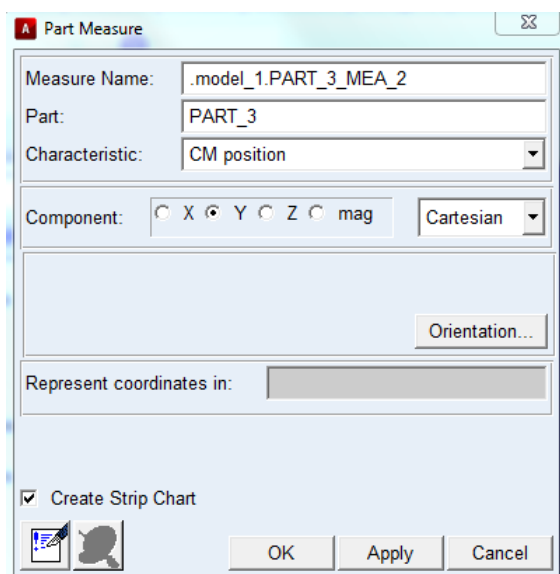 A Part Measure
Measure Name: .model_1.PART_3_MEA_2
Part: PART_3
Characteristic: CM position
Component: X Y Z mag Cartesian
Orientation...
Represent coordinates in:
Create Strip Chart
OK Apply Cancel